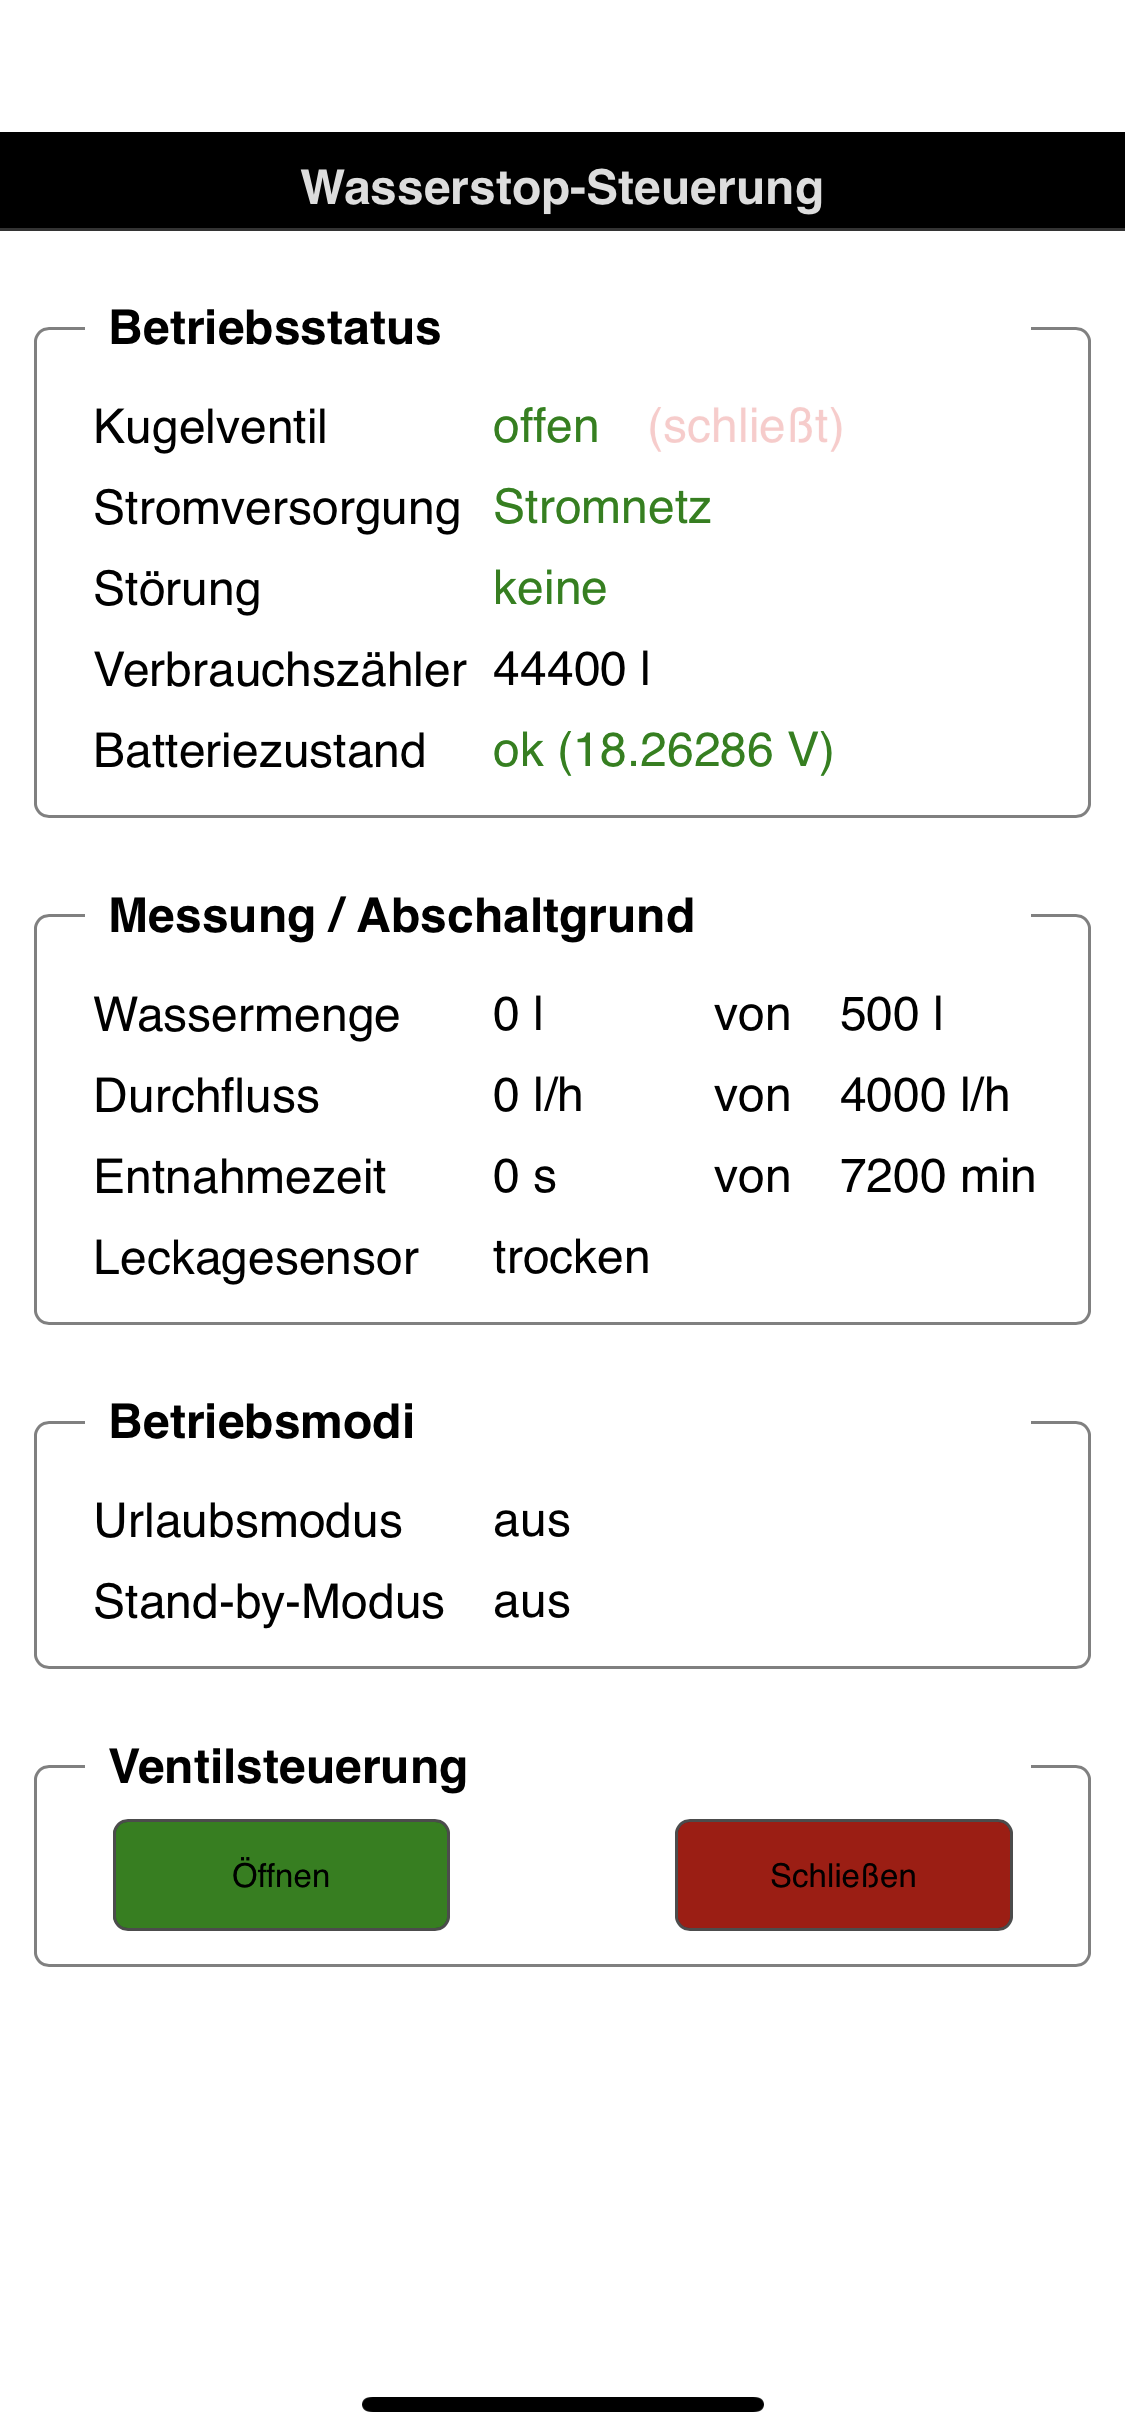 Wasserstop-Steuerung
Betriebsstatus
Kugelventil offen (schließt)
Stromversorgung Stromnetz
Störung keine
Verbrauchszähler 44400 l
Batteriezustand ok (18.26286 V)
Messung / Abschaltgrund
Wassermenge 0 l von 500 l
Durchfluss 0 l/h von 4000 l/h
Entnahmezeit 0 s von 7200 min
Leckagesensor trocken
Betriebsmodi
Urlaubsmodus aus
Stand-by-Modus aus
Ventilsteuerung
Öffnen Schließen